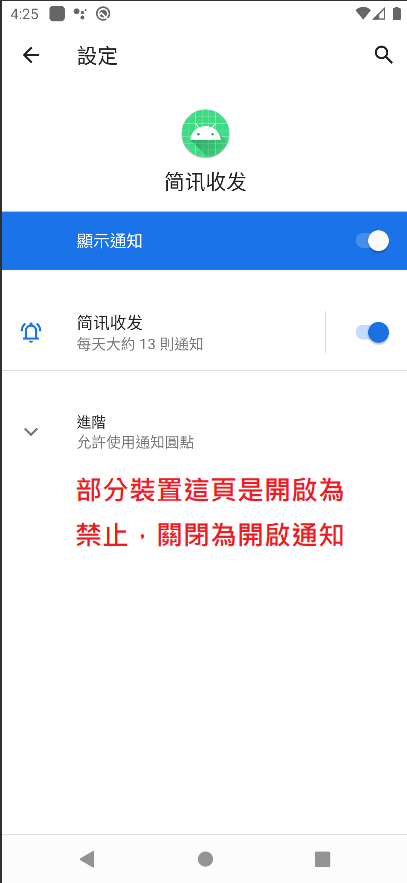 4:25
設定
简讯收发
顯示通知
简讯收发
每天大約 13 則通知
進階
允許使用通知圓點
部分裝置這頁是開啟為
禁止，關閉為開啟通知